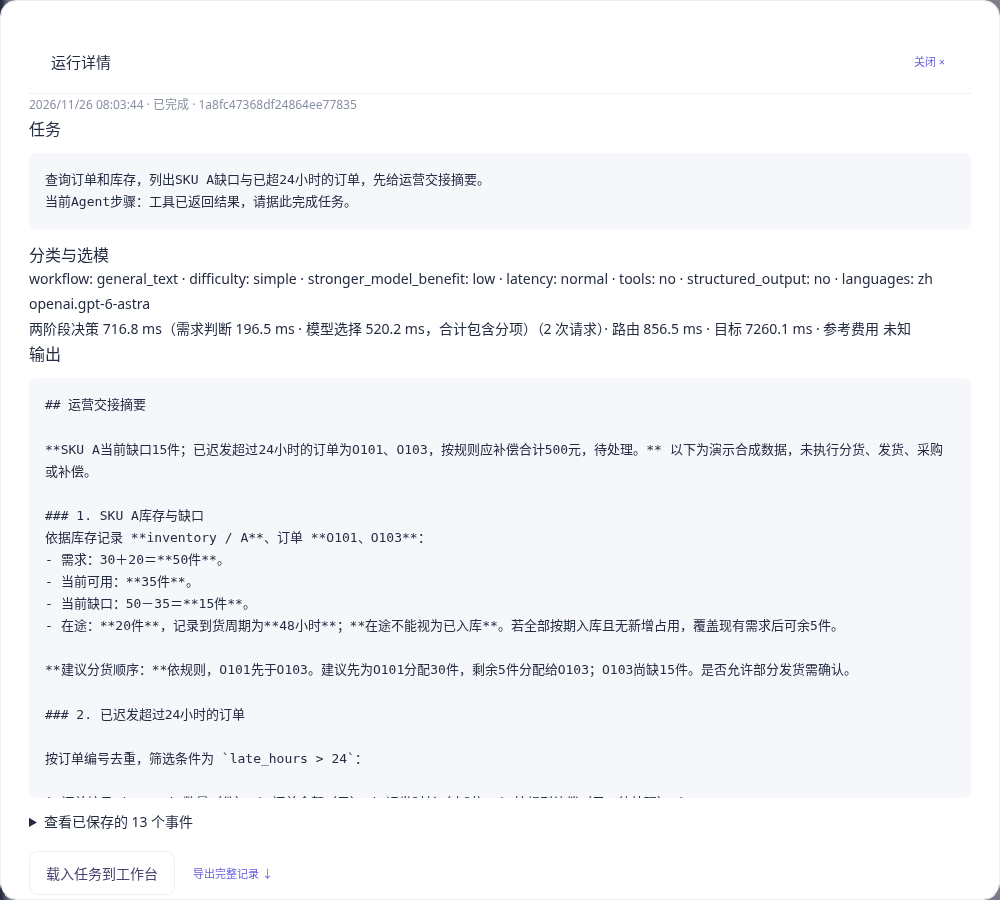 运行详情
关闭 ×
2026/11/26 08:03:44 · 已完成 · 1a8fc47368df24864ee77835
任务
查询订单和库存，列出SKU A缺口与已超24小时的订单，先给运营交接摘要。
当前Agent步骤：工具已返回结果，请据此完成任务。
分类与选模
workflow: general_text · difficulty: simple · stronger_model_benefit: low · latency: normal · tools: no · structured_output: no · languages: zh
openai.gpt-6-astra
两阶段决策 716.8 ms（需求判断 196.5 ms · 模型选择 520.2 ms，合计包含分项）（2 次请求）· 路由 856.5 ms · 目标 7260.1 ms · 参考费用 未知
输出
## 运营交接摘要
**SKU A当前缺口15件；已迟发超过24小时的订单为O101、O103，按规则应补偿合计500元，待处理。** 以下为演示合成数据，未执行分货、发货、采购
或补偿。
### 1. SKU A库存与缺口
依据库存记录 **inventory / A**、订单 **O101、O103**：
- 需求：30＋20＝**50件**。
- 当前可用：**35件**。
- 当前缺口：50－35＝**15件**。
- 在途：**20件**，记录到货周期为**48小时**；**在途不能视为已入库**。若全部按期入库且无新增占用，覆盖现有需求后可余5件。
**建议分货顺序：**依规则，O101先于O103。建议先为O101分配30件，剩余5件分配给O103；O103尚缺15件。是否允许部分发货需确认。
### 2. 已迟发超过24小时的订单
按订单编号去重，筛选条件为 `late_hours > 24`：
查看已保存的 13 个事件
载入任务到工作台
导出完整记录 ↓